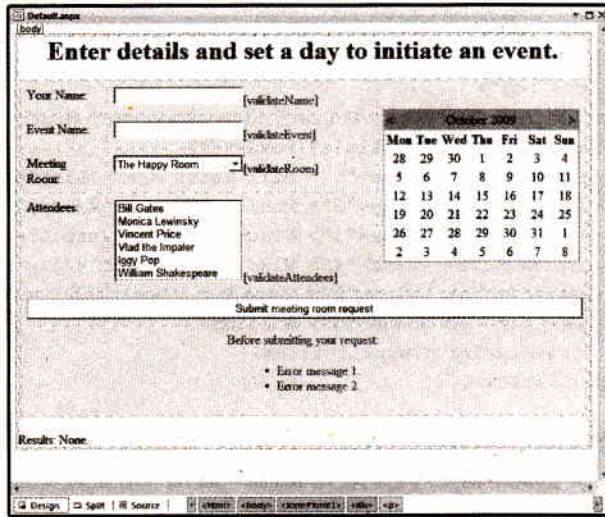 Default.aspx
body
Enter details and set a day to initiate an event.
Your Name:
[validateName]
Event Name:
[validateEvent]
Meeting Room:
The Happy Room
[validateRoom]
Attendees:
Bill Gates
Monica Lewinsky
Vincent Price
Vlad the Impaler
Iggy Pop
William Shakespeare
[validateAttendees]
< October 2009 >
Mon Tue Wed Thu Fri Sat Sun
28 29 30 1 2 3 4
5 6 7 8 9 10 11
12 13 14 15 16 17 18
19 20 21 22 23 24 25
26 27 28 29 30 31 1
2 3 4 5 6 7 8
Submit meeting room request
Before submitting your request:
• Error message 1.
• Error message 2.
Results: None.
Design Split Source <html> <body> <form#form1> <div> <p>